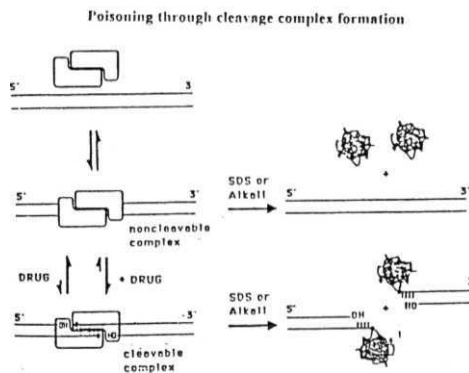 Poisoning through cleavage complex formation
5' 3
5' 3'
noncleavable
complex
SDS or
Alkali
+
5' 3'
DRUG + DRUG
5' 3'
OH HO
cleavable
complex
SDS or
Alkali
5' OH
+
HO